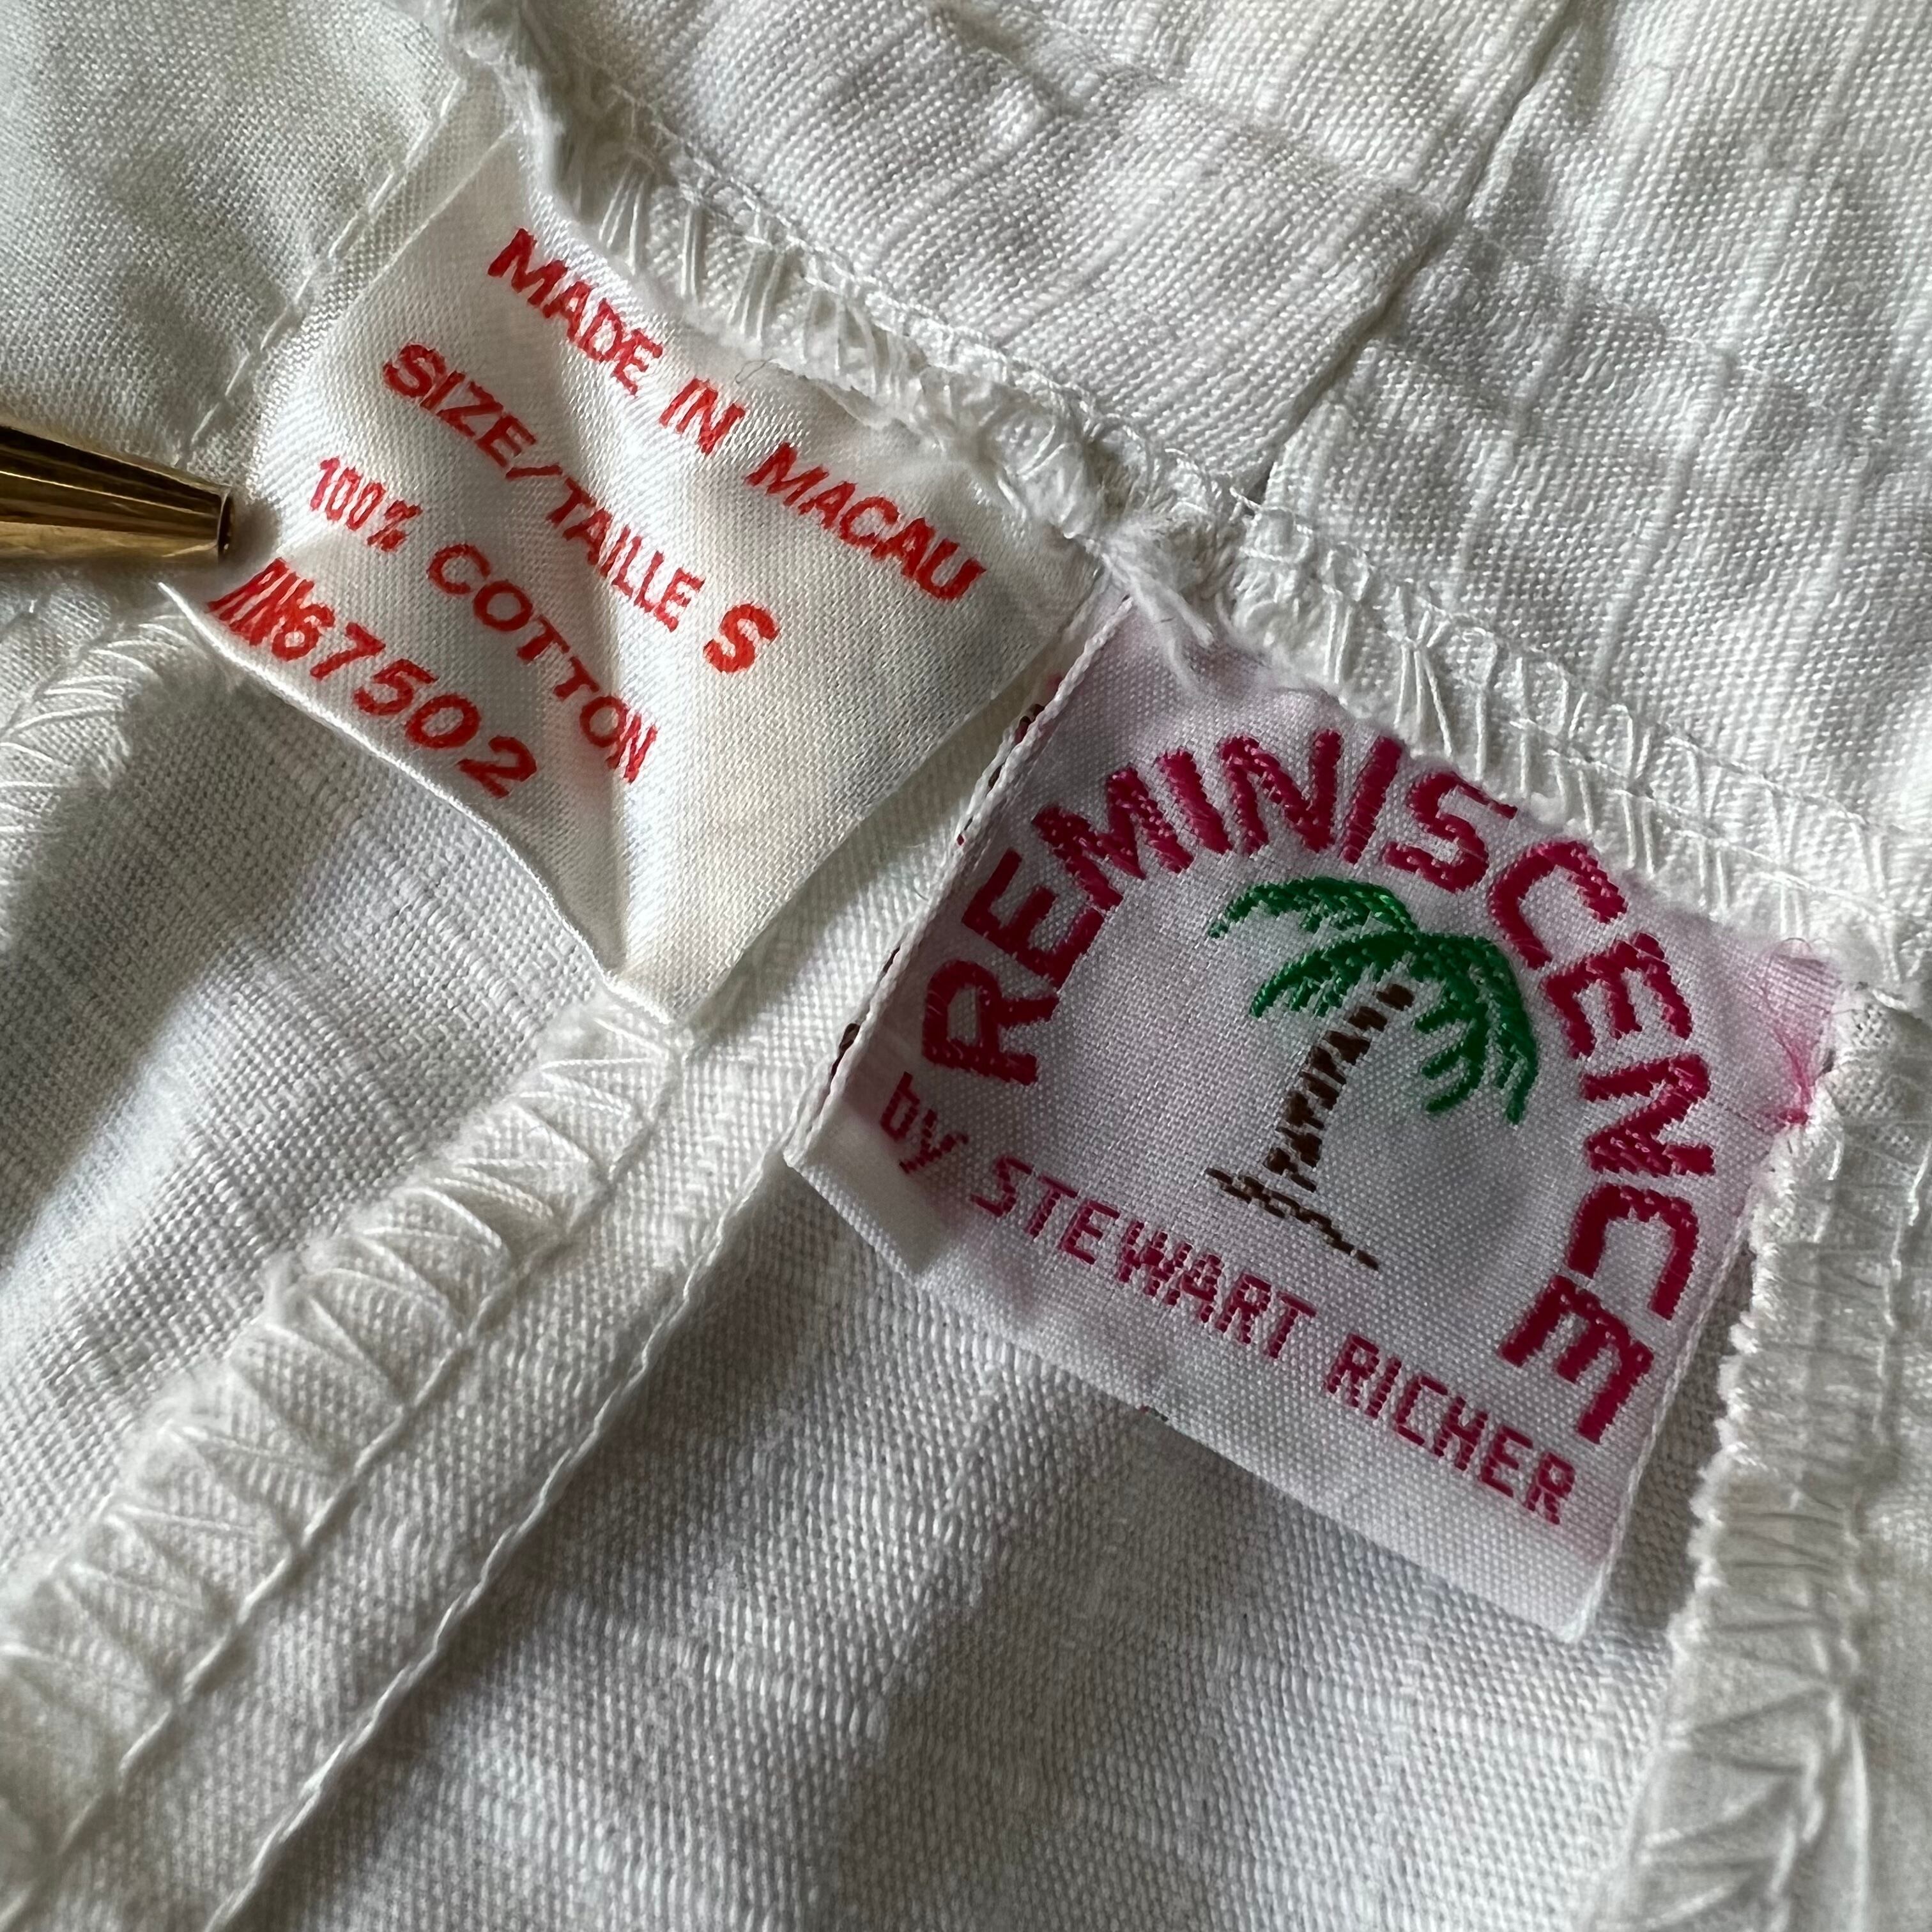 MADE IN MACAU
SIZE/TAILLE S
100% COTTON
RN67502
REMINISCENCE
by STEWART RICHER